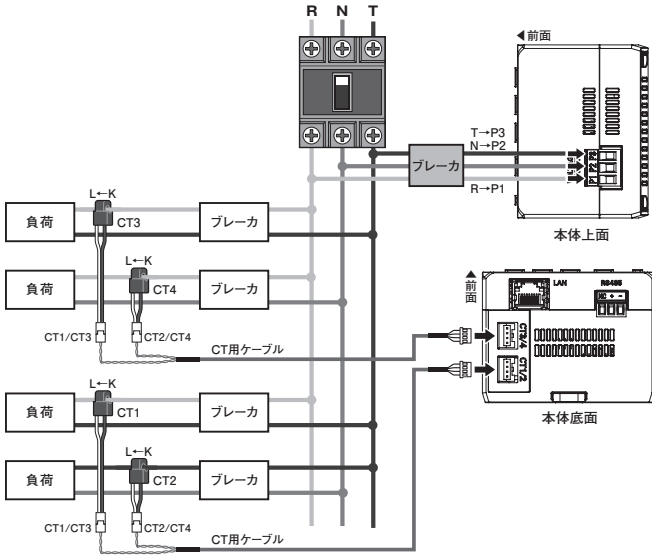 R N T
◀前面
T→P3
N→P2
ブレーカ
R→P1
P1 P2 P3
本体上面
L←K
負荷
CT3
ブレーカ
L←K
負荷
CT4
ブレーカ
CT1/CT3
CT2/CT4
CT用ケーブル
▲前面
LAN
RS485
CT3/4
CT1/2
本体底面
L←K
負荷
CT1
ブレーカ
L←K
負荷
CT2
ブレーカ
CT1/CT3
CT2/CT4
CT用ケーブル